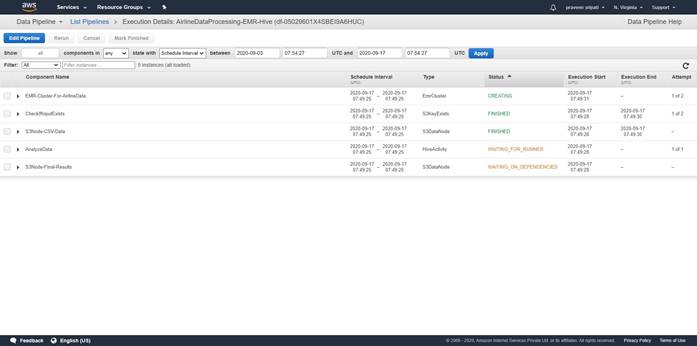 aws Services Resource Groups praveen sripati N. Virginia Support
Data Pipeline List Pipelines Execution Details: AirlineDataProcessing-EMR-Hive (df-05029601X4SBEI9A6HUC) Data Pipeline Help
Edit Pipeline Rerun Cancel Mark Finished
Show all components in any state with Schedule Interval between 2020-09-03 07:54:27 UTC and 2020-09-17 07:54:27 UTC Apply
Filter: All Filter instances ... 5 instances (all loaded)
Component Name Schedule Interval (UTC) Type Status Execution Start (UTC) Execution End (UTC) Attempt
EMR-Cluster-For-AirlineData 2020-09-17 07:49:25 – 2020-09-17 07:49:25 EmrCluster CREATING 2020-09-17 07:49:31 – 1 of 2
CheckIfInputExists 2020-09-17 07:49:25 – 2020-09-17 07:49:25 S3KeyExists FINISHED 2020-09-17 07:49:28 2020-09-17 07:49:30 1 of 2
S3Node-CSV-Data 2020-09-17 07:49:25 – 2020-09-17 07:49:25 S3DataNode FINISHED 2020-09-17 07:49:28 2020-09-17 07:49:30 –
AnalyzeData 2020-09-17 07:49:25 – 2020-09-17 07:49:25 HiveActivity WAITING_FOR_RUNNER 2020-09-17 07:49:28 – 1 of 1
S3Node-Final-Results 2020-09-17 07:49:25 – 2020-09-17 07:49:25 S3DataNode WAITING_ON_DEPENDENCIES 2020-09-17 07:49:28 – –
Feedback English (US) © 2008 - 2020, Amazon Internet Services Private Ltd. or its affiliates. All rights reserved. Privacy Policy Terms of Use